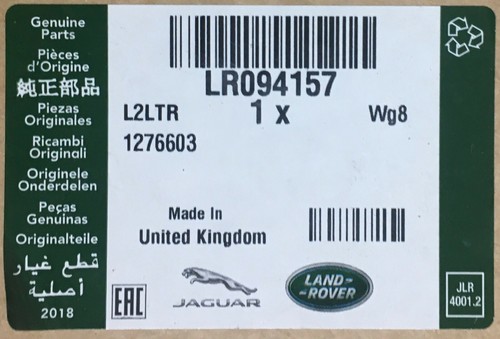 Genuine
Parts
Pièces
d'Origine
純正部品
Piezas
Originales
Ricambi
Originali
Originele
Onderdelen
Peças
Genuinas
Originalteile
قطع غيار
أصلية
2018
LR094157
1 x
L2LTR
Wg8
1276603
Made In
United Kingdom
EAC
JAGUAR
LAND-
-ROVER
JLR
4001.2